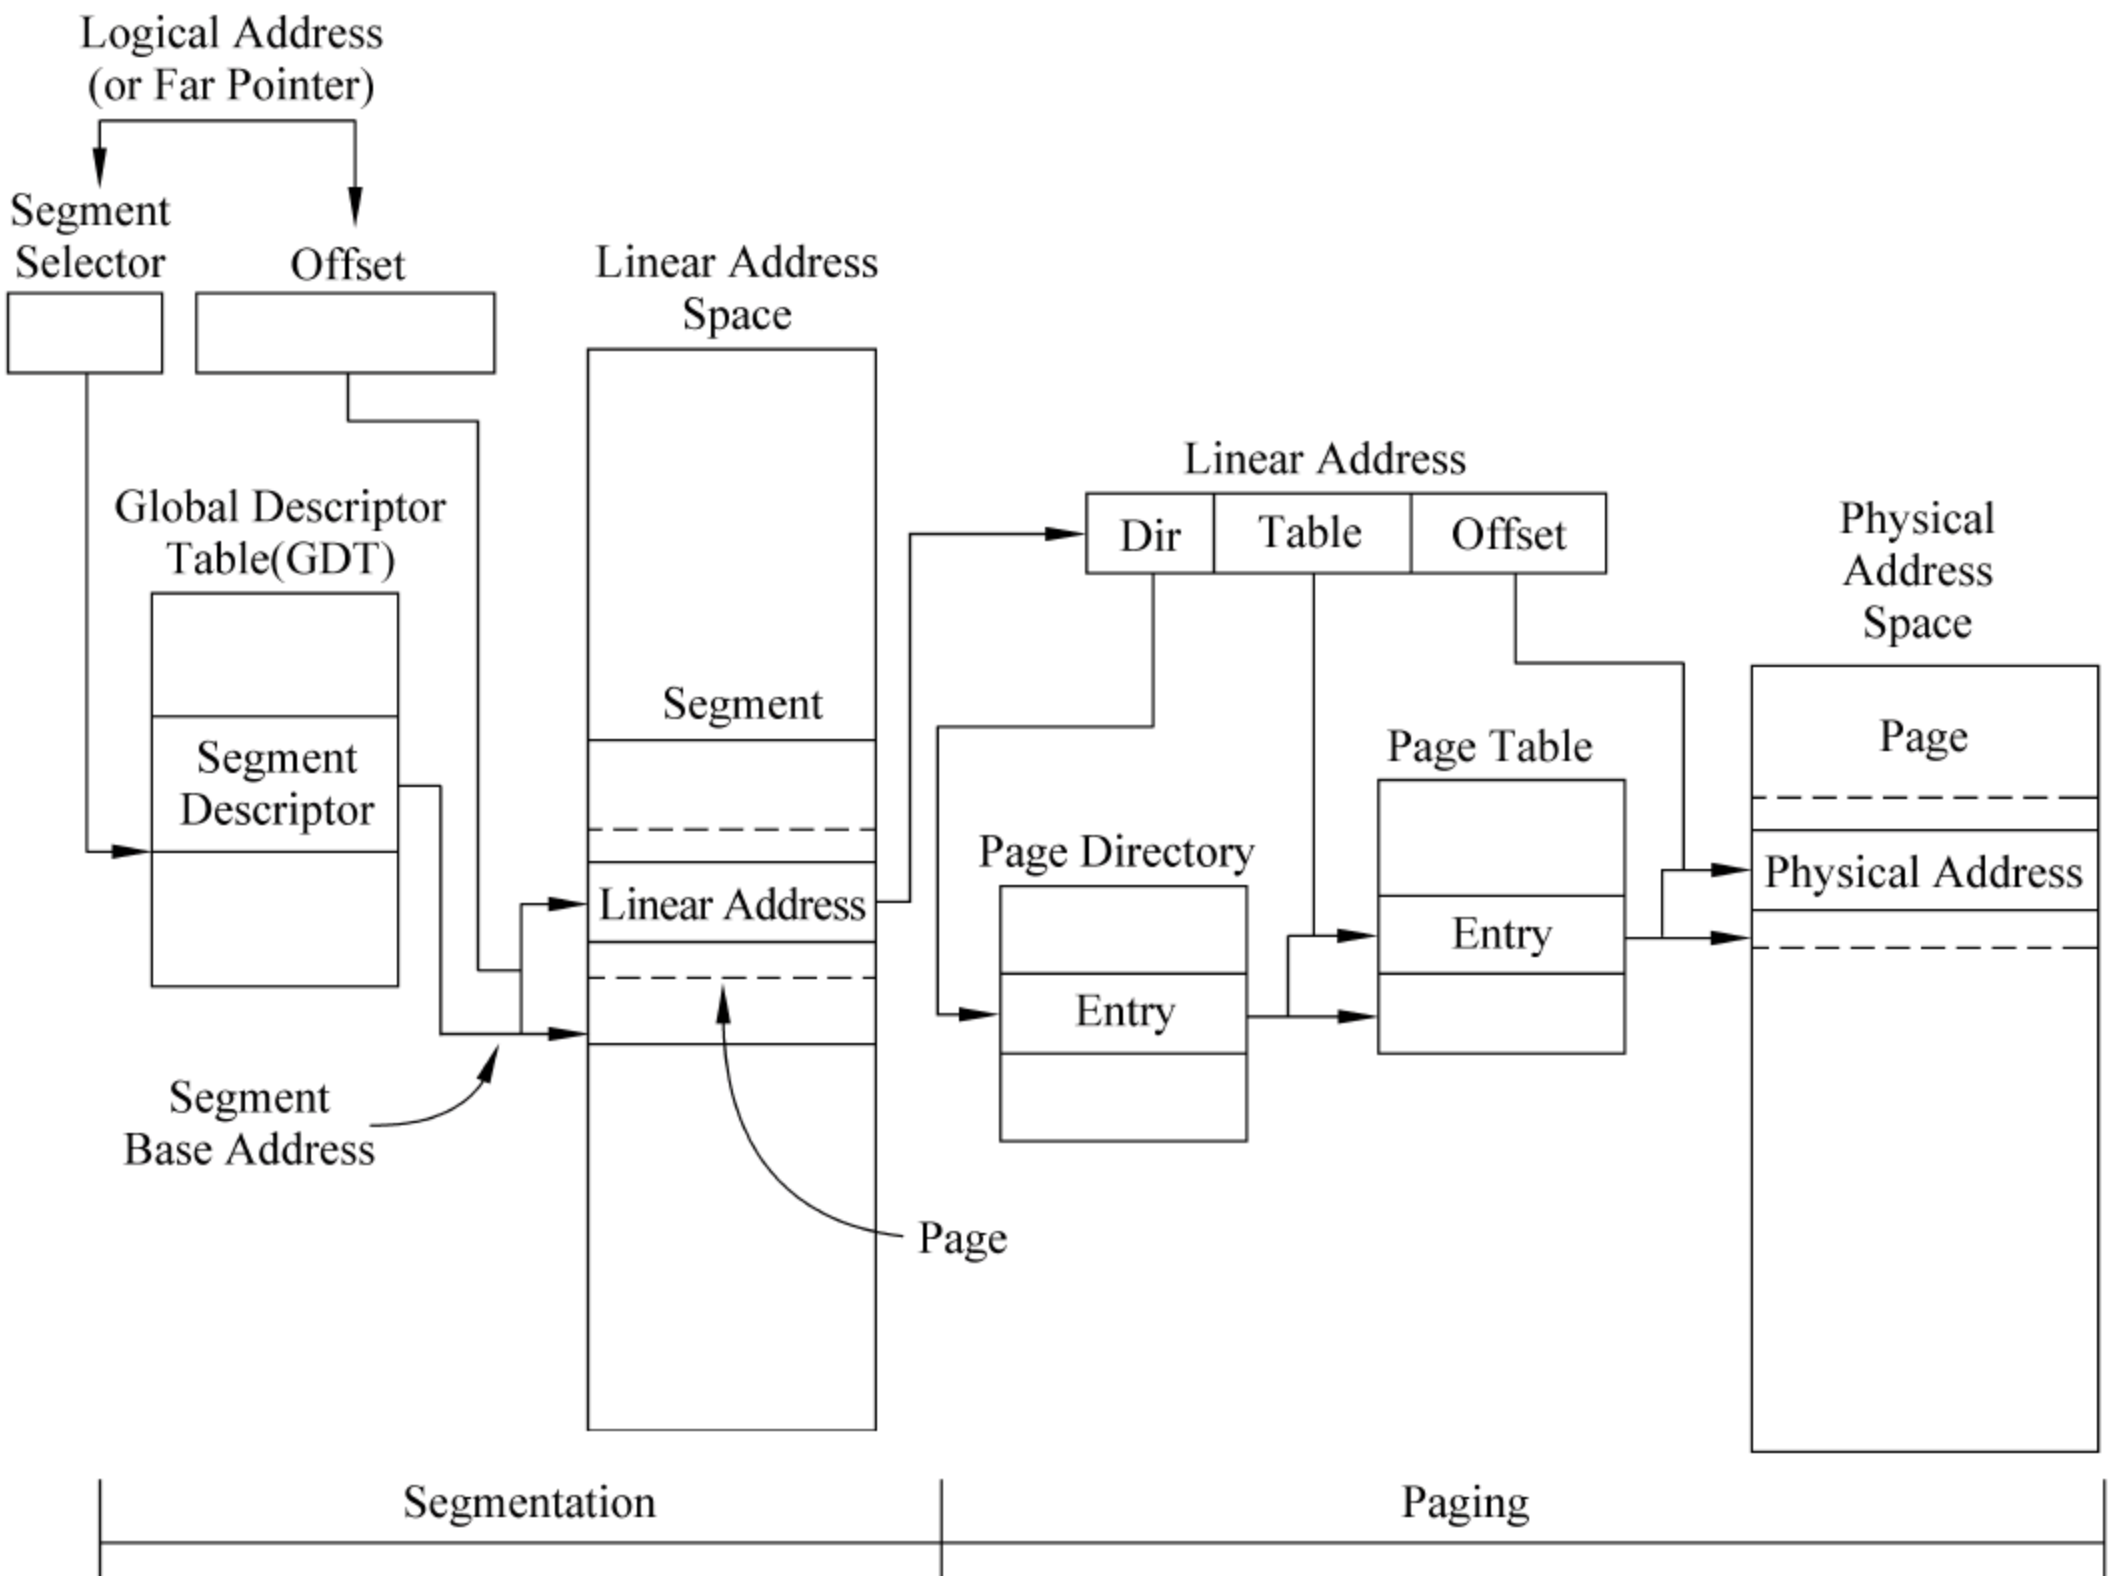 Logical Address
(or Far Pointer)
Segment
Selector
Offset
Linear Address
Space
Global Descriptor
Table(GDT)
Segment
Descriptor
Segment
Linear Address
Segment
Base Address
Page
Linear Address
Dir
Table
Offset
Page Directory
Entry
Page Table
Entry
Physical
Address
Space
Page
Physical Address
Segmentation
Paging